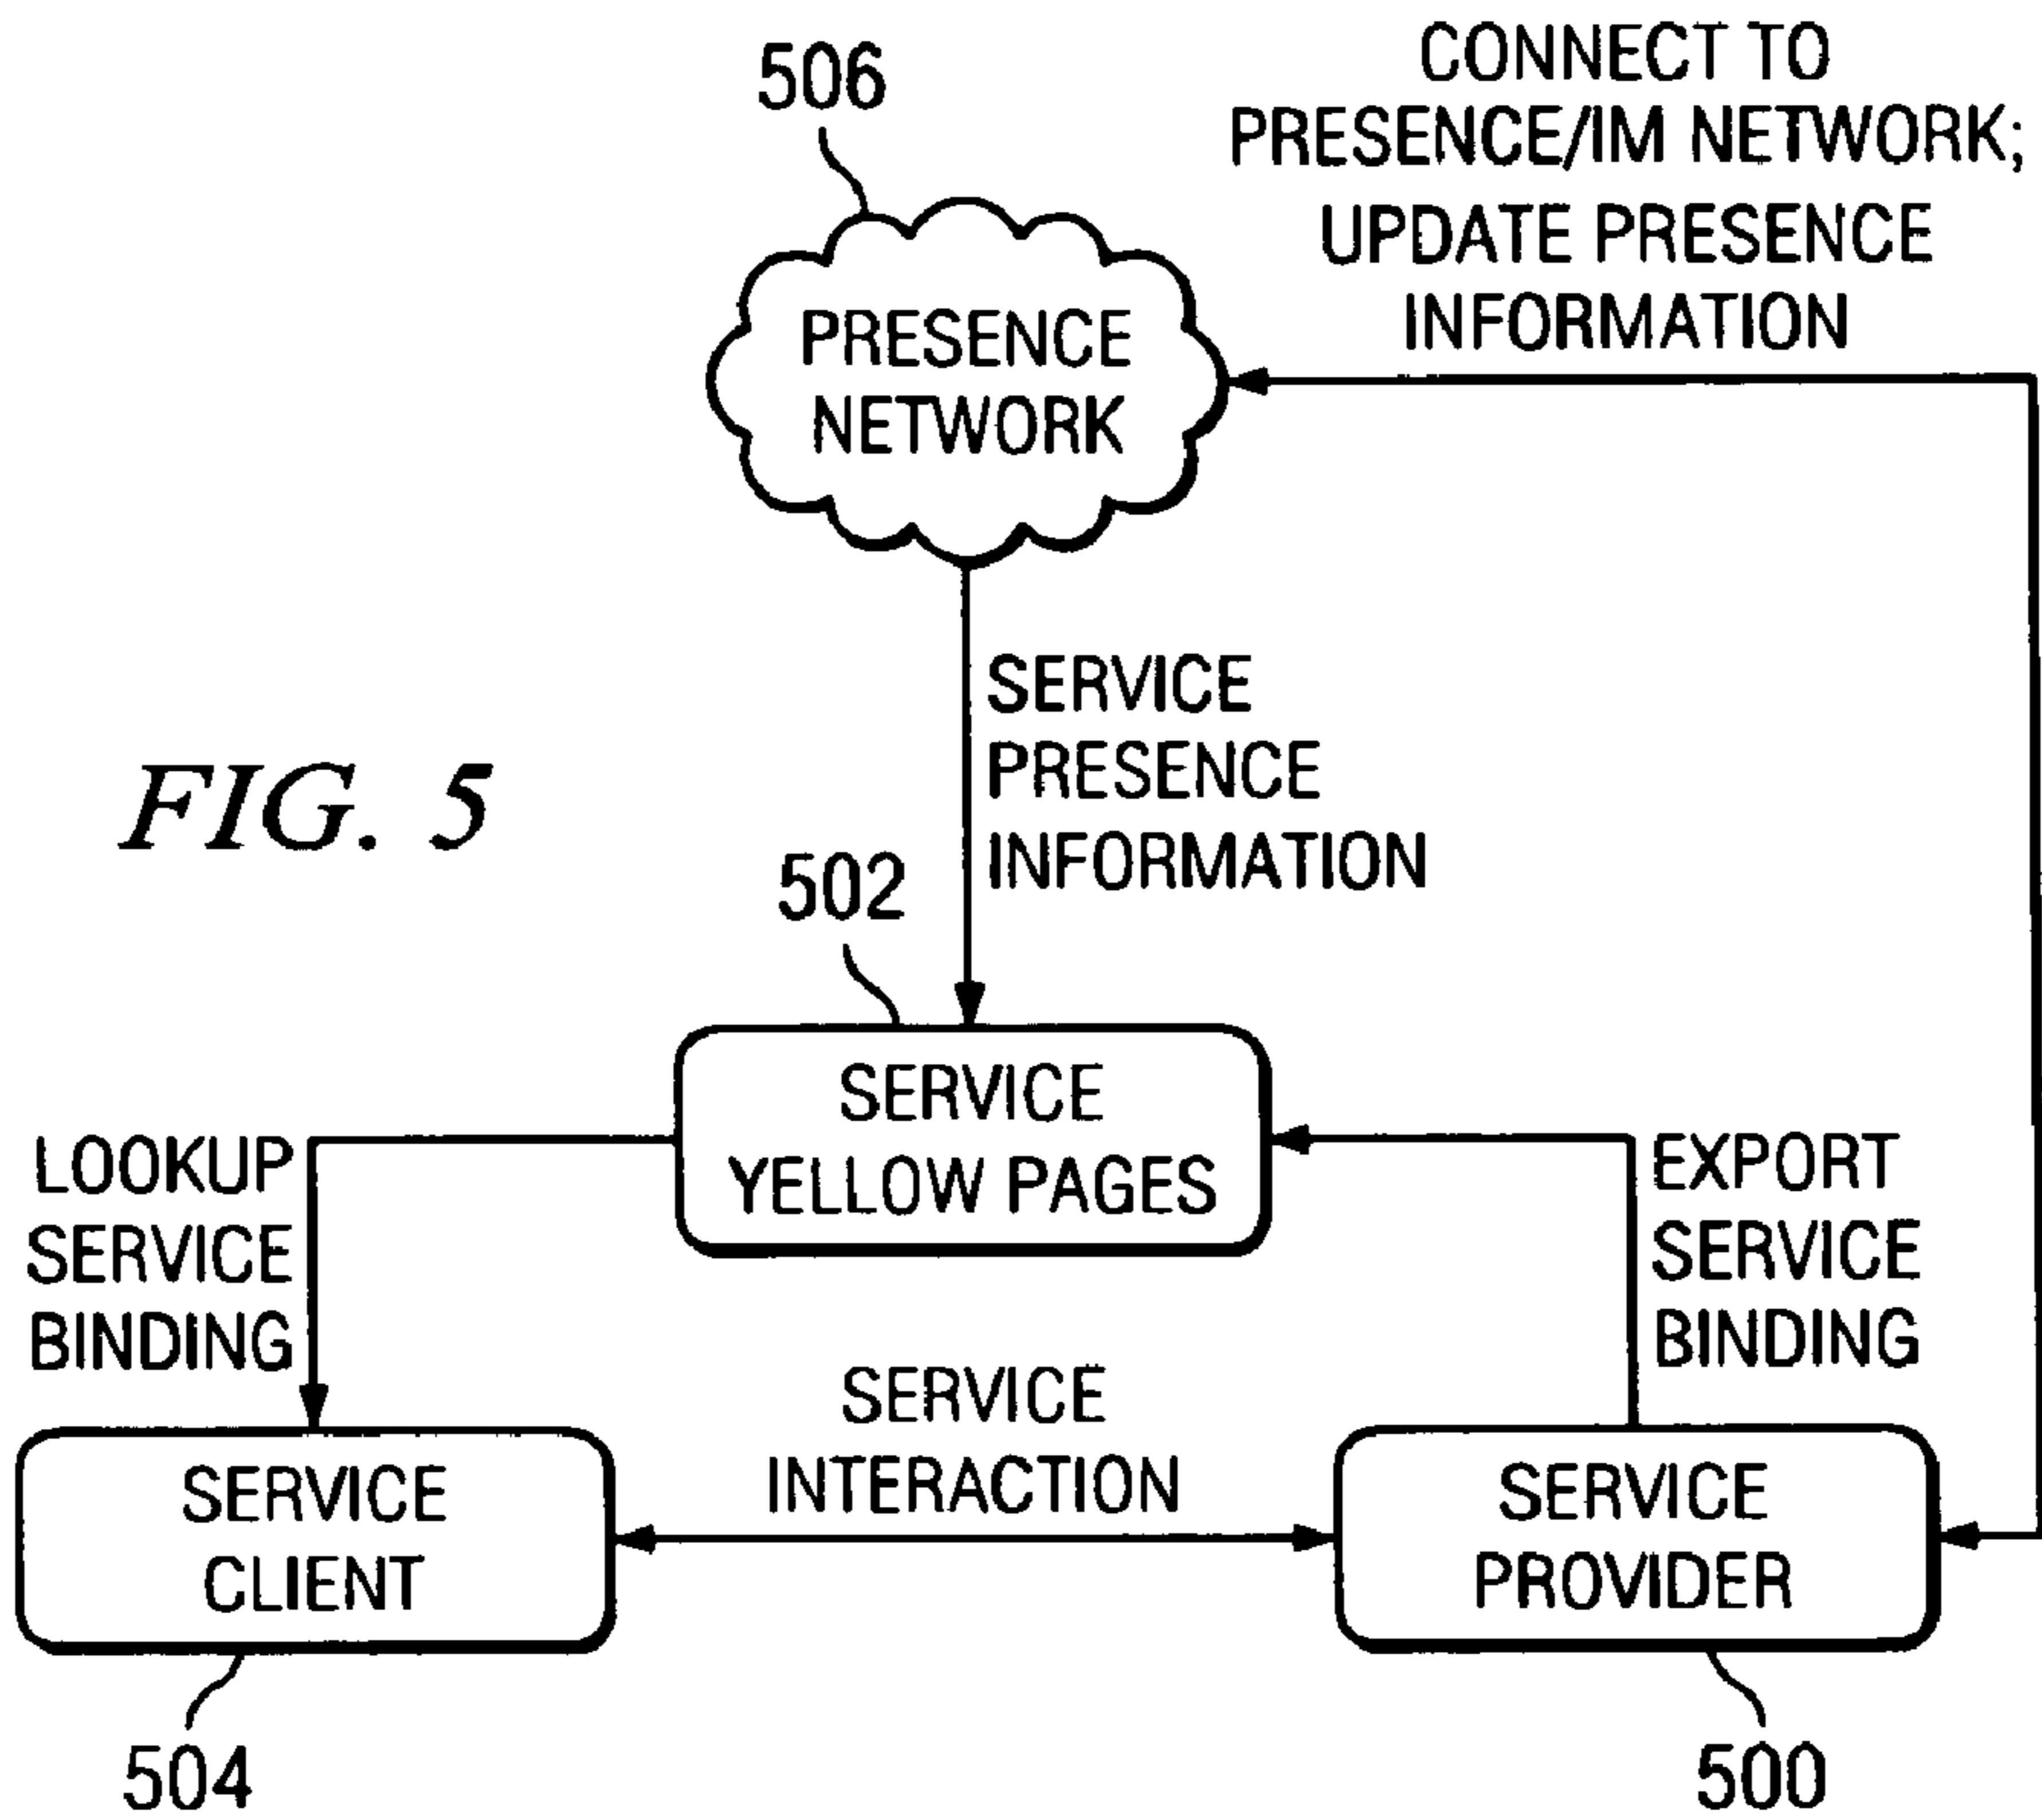 506
CONNECT TO
PRESENCE/IM NETWORK;
UPDATE PRESENCE
INFORMATION
PRESENCE
NETWORK
SERVICE
PRESENCE
INFORMATION
FIG. 5
502
SERVICE
YELLOW PAGES
LOOKUP
SERVICE
BINDING
EXPORT
SERVICE
BINDING
SERVICE
INTERACTION
SERVICE
CLIENT
SERVICE
PROVIDER
504
500